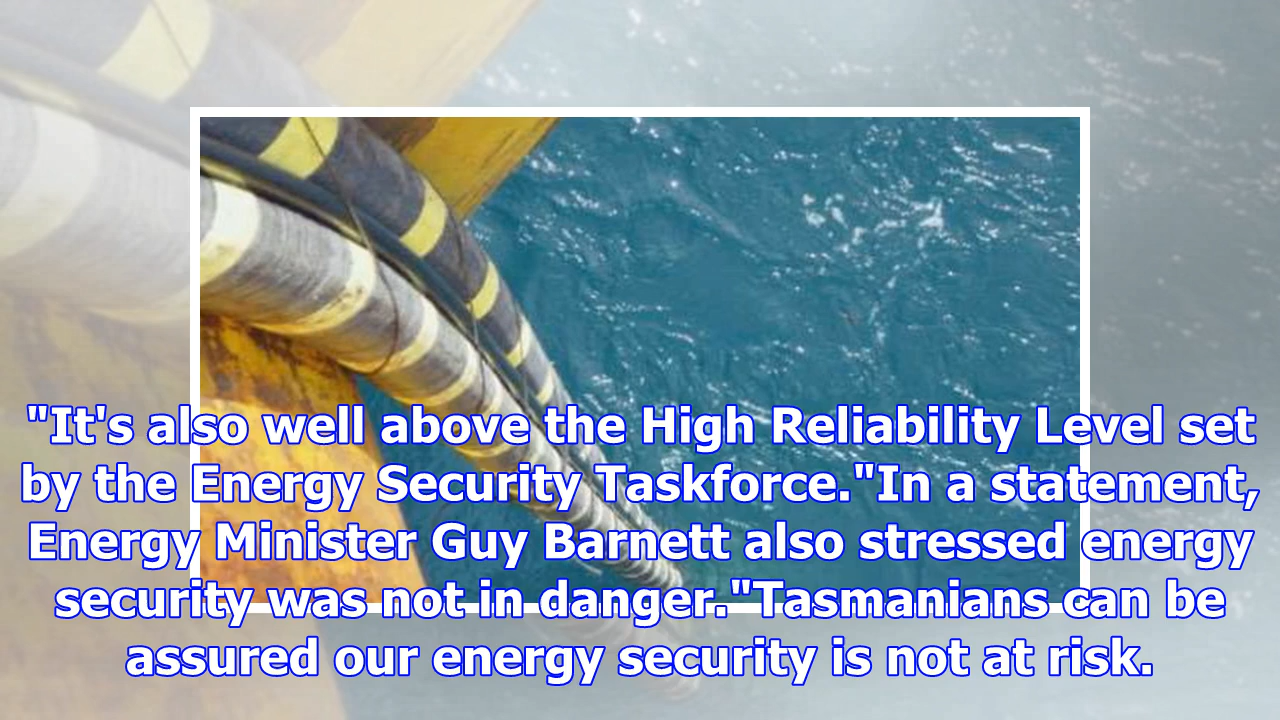 "It's also well above the High Reliability Level set
by the Energy Security Taskforce."In a statement,
Energy Minister Guy Barnett also stressed energy
security was not in danger."Tasmanians can be
assured our energy security is not at risk.